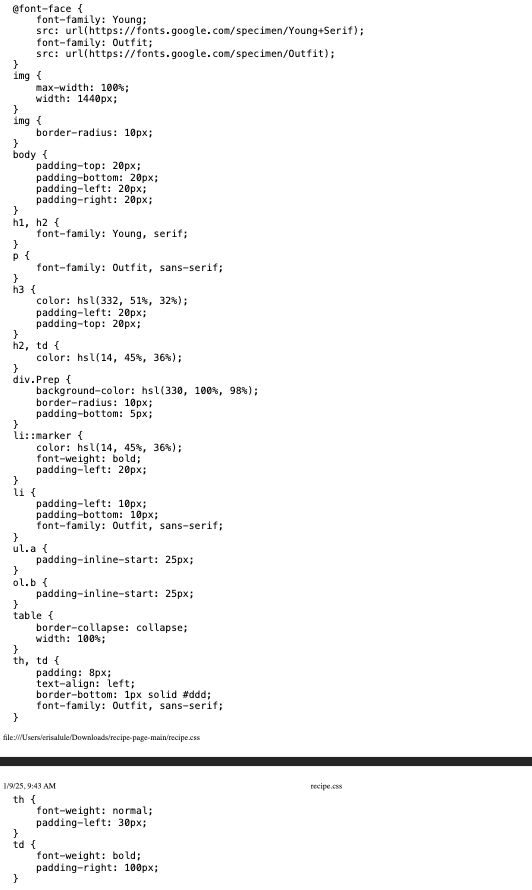 @font-face {
    font-family: Young;
    src: url(https://fonts.google.com/specimen/Young+Serif);
    font-family: Outfit;
    src: url(https://fonts.google.com/specimen/Outfit);
}
img {
    max-width: 100%;
    width: 1440px;
}
img {
    border-radius: 10px;
}
body {
    padding-top: 20px;
    padding-bottom: 20px;
    padding-left: 20px;
    padding-right: 20px;
}
h1, h2 {
    font-family: Young, serif;
}
p {
    font-family: Outfit, sans-serif;
}
h3 {
    color: hsl(332, 51%, 32%);
    padding-left: 20px;
    padding-top: 20px;
}
h2, td {
    color: hsl(14, 45%, 36%);
}
div.Prep {
    background-color: hsl(330, 100%, 98%);
    border-radius: 10px;
    padding-bottom: 5px;
}
li::marker {
    color: hsl(14, 45%, 36%);
    font-weight: bold;
    padding-left: 20px;
}
li {
    padding-left: 10px;
    padding-bottom: 10px;
    font-family: Outfit, sans-serif;
}
ul.a {
    padding-inline-start: 25px;
}
ol.b {
    padding-inline-start: 25px;
}
table {
    border-collapse: collapse;
    width: 100%;
}
th, td {
    padding: 8px;
    text-align: left;
    border-bottom: 1px solid #ddd;
    font-family: Outfit, sans-serif;
}
file:///Users/erisalule/Downloads/recipe-page-main/recipe.css
1/9/25, 9:43 AM recipe.css
th {
    font-weight: normal;
    padding-left: 30px;
}
td {
    font-weight: bold;
    padding-right: 100px;
}